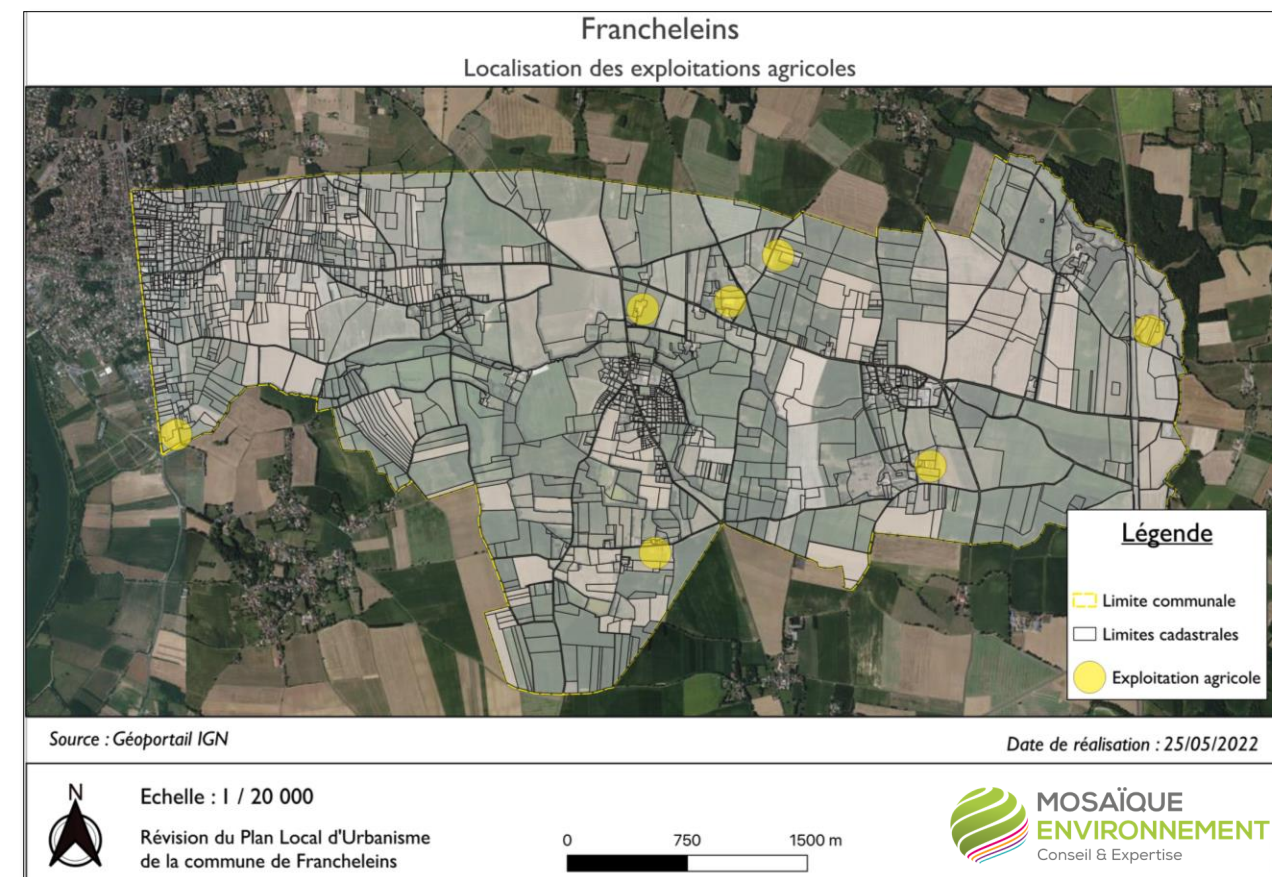 Francheleins
Localisation des exploitations agricoles
Légende
Limite communale
Limites cadastrales
Exploitation agricole
Source : Géoportail IGN
Date de réalisation : 25/05/2022
N
Echelle : 1 / 20 000
Révision du Plan Local d'Urbanisme
de la commune de Francheleins
0 750 1500 m
MOSAÏQUE
ENVIRONNEMENT
Conseil & Expertise